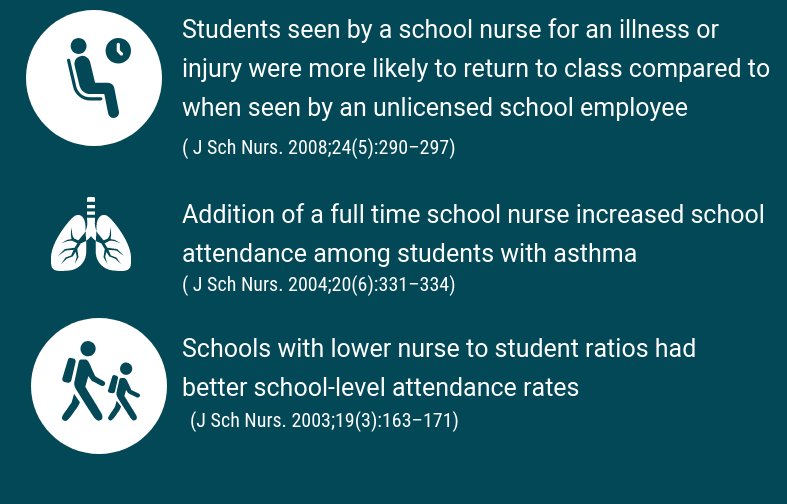 Students seen by a school nurse for an illness or
injury were more likely to return to class compared to
when seen by an unlicensed school employee
( J Sch Nurs. 2008;24(5):290–297)
Addition of a full time school nurse increased school
attendance among students with asthma
( J Sch Nurs. 2004;20(6):331–334)
Schools with lower nurse to student ratios had
better school-level attendance rates
(J Sch Nurs. 2003;19(3):163–171)